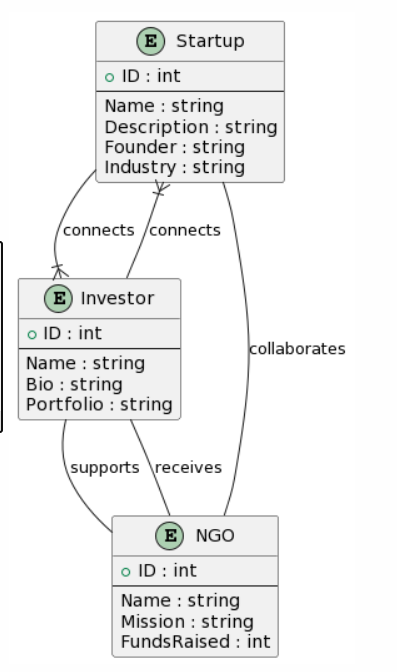 E Startup
ID : int
Name : string
Description : string
Founder : string
Industry : string
connects
connects
E Investor
ID : int
Name : string
Bio : string
Portfolio : string
collaborates
supports
receives
E NGO
ID : int
Name : string
Mission : string
FundsRaised : int